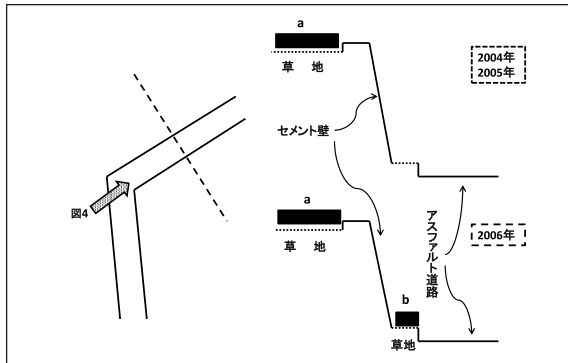 a
2004年
2005年
草 地
セメント壁
図4
a
草 地
アスファルト道路
2006年
b
草地